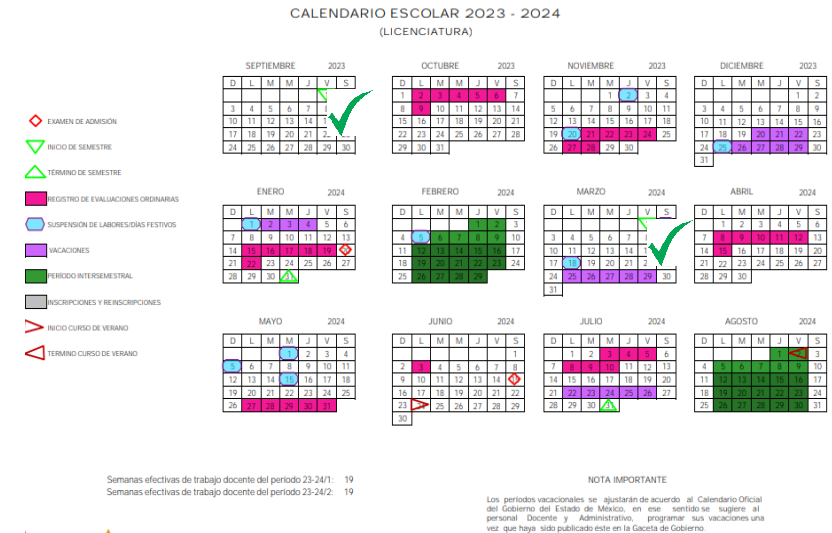 CALENDARIO ESCOLAR 2023 - 2024
(LICENCIATURA)
EXAMEN DE ADMISIÓN
INICIO DE SEMESTRE
TÉRMINO DE SEMESTRE
REGISTRO DE EVALUACIONES ORDINARIAS
SUSPENSIÓN DE LABORES/DÍAS FESTIVOS
VACACIONES
PERÍODO INTERSEMESTRAL
INSCRIPCIONES Y REINSCRIPCIONES
INICIO CURSO DE VERANO
TERMINO CURSO DE VERANO
SEPTIEMBRE 2023
D L M M J V S
3 4 5 6 7
10 11 12 13 14
17 18 19 20 21
24 25 26 27 28 29 30
OCTUBRE 2023
D L M M J V S
1 2 3 4 5 6 7
8 9 10 11 12 13 14
15 16 17 18 19 20 21
22 23 24 25 26 27 28
29 30 31
NOVIEMBRE 2023
D L M M J V S
1 2 3 4
5 6 7 8 9 10 11
12 13 14 15 16 17 18
19 20 21 22 23 24 25
26 27 28 29 30
DICIEMBRE 2023
D L M M J V S
1 2
3 4 5 6 7 8 9
10 11 12 13 14 15 16
17 18 19 20 21 22 23
24 25 26 27 28 29 30
31
ENERO 2024
D L M M J V S
1 2 3 4 5 6
7 8 9 10 11 12 13
14 15 16 17 18 19
21 22 23 24 25 26 27
28 29 30 31
FEBRERO 2024
D L M M J V S
1 2 3
4 5 6 7 8 9 10
11 12 13 14 15 16 17
18 19 20 21 22 23 24
25 26 27 28 29
MARZO 2024
D L M M J V S
3 4 5 6 7
10 11 12 13 14
17 18 19 20 21
24 25 26 27 28 29 30
31
ABRIL 2024
D L M M J V S
1 2 3 4 5 6
7 8 9 10 11 12 13
14 15 16 17 18 19 20
21 22 23 24 25 26 27
28 29 30
MAYO 2024
D L M M J V S
1 2 3 4
5 6 7 8 9 10 11
12 13 14 15 16 17 18
19 20 21 22 23 24 25
26 27 28 29 30 31
JUNIO 2024
D L M M J V S
1
2 3 4 5 6 7 8
9 10 11 12 13 14
16 17 18 19 20 21 22
23 25 26 27 28 29
30
JULIO 2024
D L M M J V S
1 2 3 4 5 6
7 8 9 10 11 12 13
14 15 16 17 18 19 20
21 22 23 24 25 26 27
28 29 30 31
AGOSTO 2024
D L M M J V S
1 3
4 5 6 7 8 9 10
11 12 13 14 15 16 17
18 19 20 21 22 23 24
25 26 27 28 29 30 31
Semanas efectivas de trabajo docente del periodo 23-24/1: 19
Semanas efectivas de trabajo docente del periodo 23-24/2: 19
NOTA IMPORTANTE
Los períodos vacacionales se ajustarán de acuerdo al Calendario Oficial
del Gobierno del Estado de México, en ese sentido se sugiere al
personal Docente y Administrativo, programar sus vacaciones una
vez que haya sido publicado éste en la Gaceta de Gobierno.